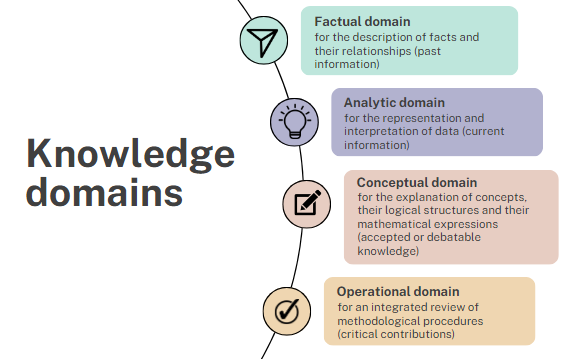 Knowledge
domains
Factual domain
for the description of facts and
their relationships (past
information)
Analytic domain
for the representation and
interpretation of data (current
information)
Conceptual domain
for the explanation of concepts,
their logical structures and their
mathematical expressions
(accepted or debatable
knowledge)
Operational domain
for an integrated review of
methodological procedures
(critical contributions)